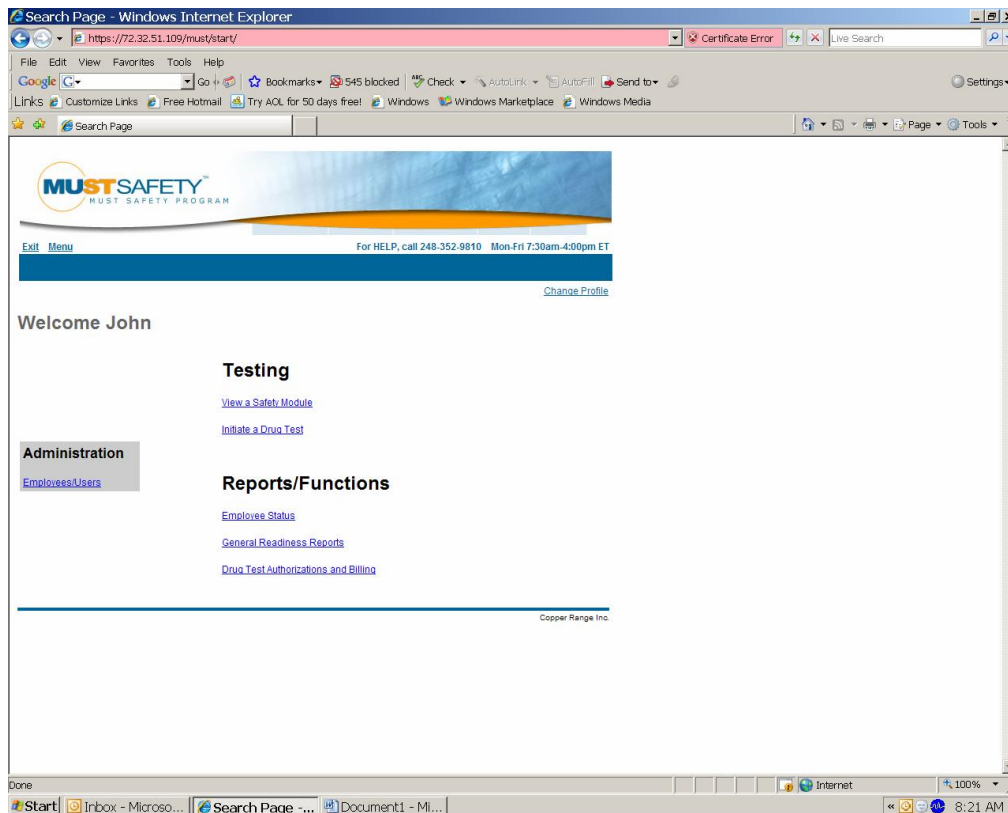 Search Page - Windows Internet Explorer
https://72.32.51.109/must/start/ Certificate Error Live Search
File Edit View Favorites Tools Help
Google G Go Bookmarks 545 blocked ABC Check AutoLink AutoFill Send to Settings
Links Customize Links Free Hotmail Try AOL for 50 days free! Windows Windows Marketplace Windows Media
Search Page Page Tools
MUST SAFETY™
MUST SAFETY PROGRAM
Exit Menu For HELP, call 248-352-9810 Mon-Fri 7:30am-4:00pm ET
Change Profile
Welcome John
Testing
View a Safety Module
Initiate a Drug Test
Administration
Employees/Users
Reports/Functions
Employee Status
General Readiness Reports
Drug Test Authorizations and Billing
Copper Range Inc.
Done Internet 100%
Start Inbox - Microso... Search Page -... Document1 - Mi... « 8:21 AM